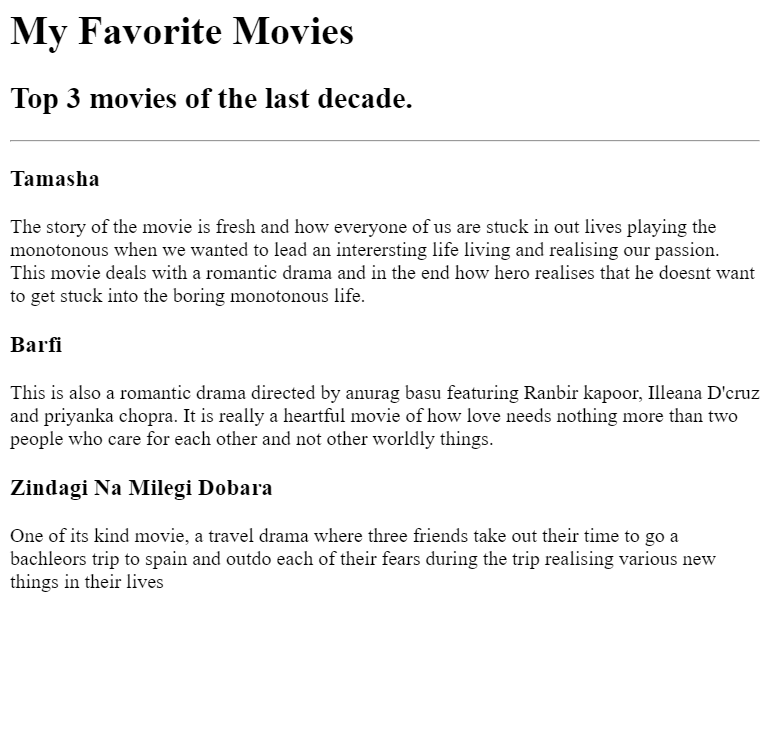 My Favorite Movies
Top 3 movies of the last decade.
Tamasha
The story of the movie is fresh and how everyone of us are stuck in out lives playing the
monotonous when we wanted to lead an interersting life living and realising our passion.
This movie deals with a romantic drama and in the end how hero realises that he doesnt want
to get stuck into the boring monotonous life.
Barfi
This is also a romantic drama directed by anurag basu featuring Ranbir kapoor, Illeana D'cruz
and priyanka chopra. It is really a heartful movie of how love needs nothing more than two
people who care for each other and not other worldly things.
Zindagi Na Milegi Dobara
One of its kind movie, a travel drama where three friends take out their time to go a
bachleors trip to spain and outdo each of their fears during the trip realising various new
things in their lives